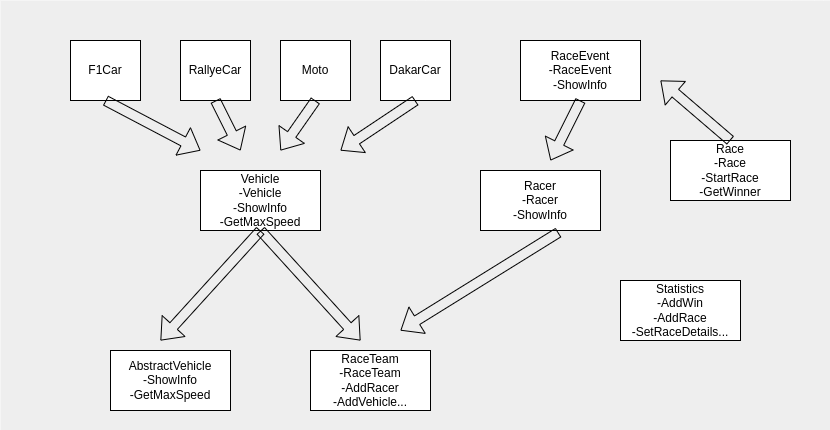 F1Car
RallyeCar
Moto
DakarCar
RaceEvent
-RaceEvent
-ShowInfo
Race
-Race
-StartRace
-GetWinner
Vehicle
-Vehicle
-ShowInfo
-GetMaxSpeed
Racer
-Racer
-ShowInfo
Statistics
-AddWin
-AddRace
-SetRaceDetails...
AbstractVehicle
-ShowInfo
-GetMaxSpeed
RaceTeam
-RaceTeam
-AddRacer
-AddVehicle...